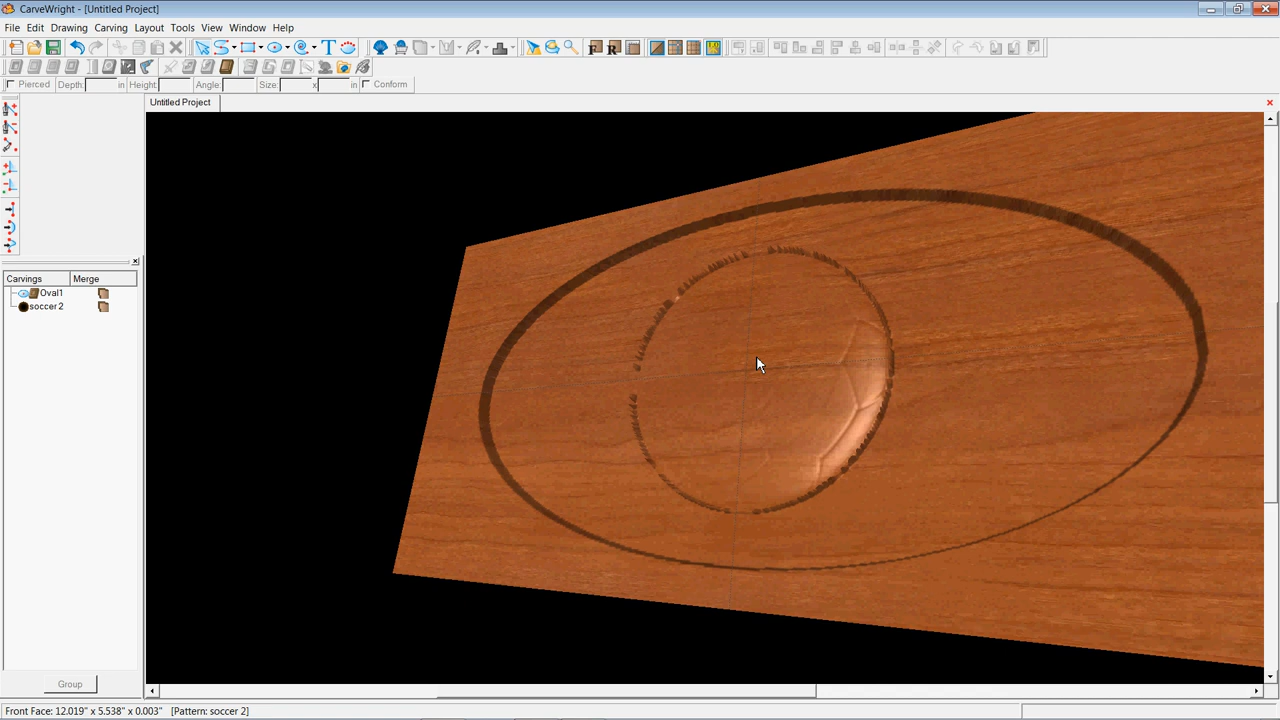 CarveWright - [Untitled Project]
File Edit Drawing Carving Layout Tools View Window Help
Pierced Depth: in Height: Angle: Size: x in Conform
Untitled Project
Carvings Merge
Oval1
soccer 2
Group
Front Face: 12.019" x 5.538" x 0.003" [Pattern: soccer 2]